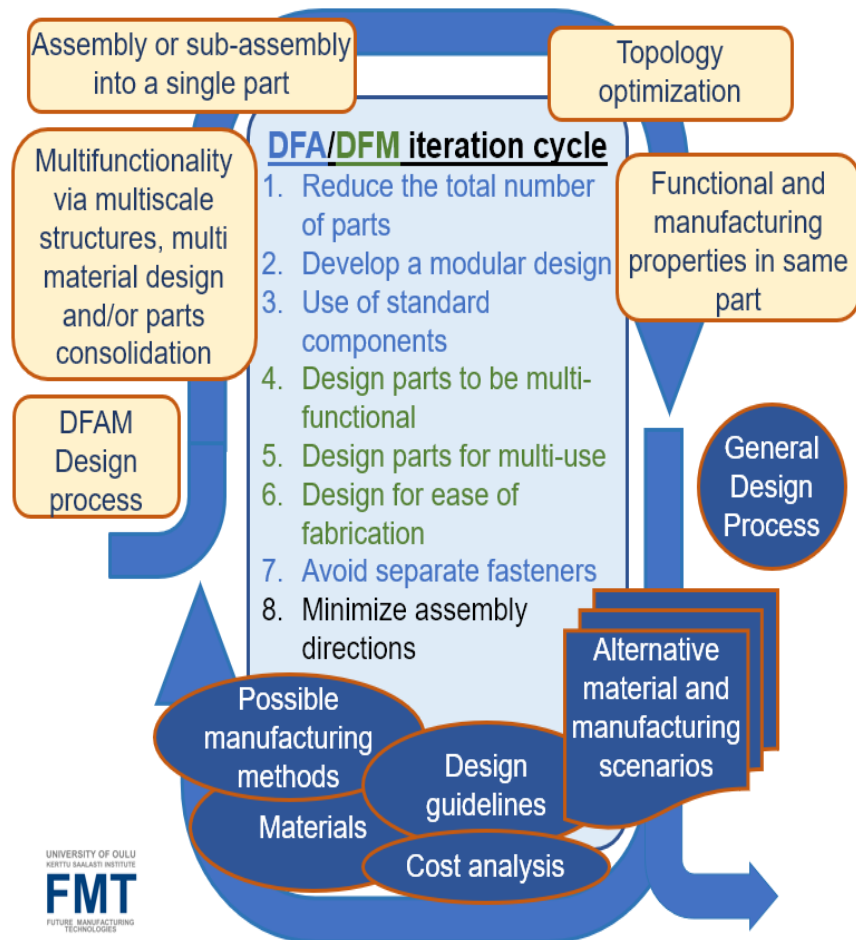 Assembly or sub-assembly
into a single part
Topology
optimization
Multifunctionality
via multiscale
structures, multi
material design
and/or parts
consolidation
DFA/DFM iteration cycle
1. Reduce the total number
of parts
2. Develop a modular design
3. Use of standard
components
4. Design parts to be multi-
functional
5. Design parts for multi-use
6. Design for ease of
fabrication
7. Avoid separate fasteners
8. Minimize assembly
directions
Functional and
manufacturing
properties in same
part
DFAM
Design
process
General
Design
Process
Possible
manufacturing
methods
Materials
Design
guidelines
Cost analysis
Alternative
material and
manufacturing
scenarios
UNIVERSITY OF OULU
KERTTU SAALASTI INSTITUTE
FMT
FUTURE MANUFACTURING
TECHNOLOGIES